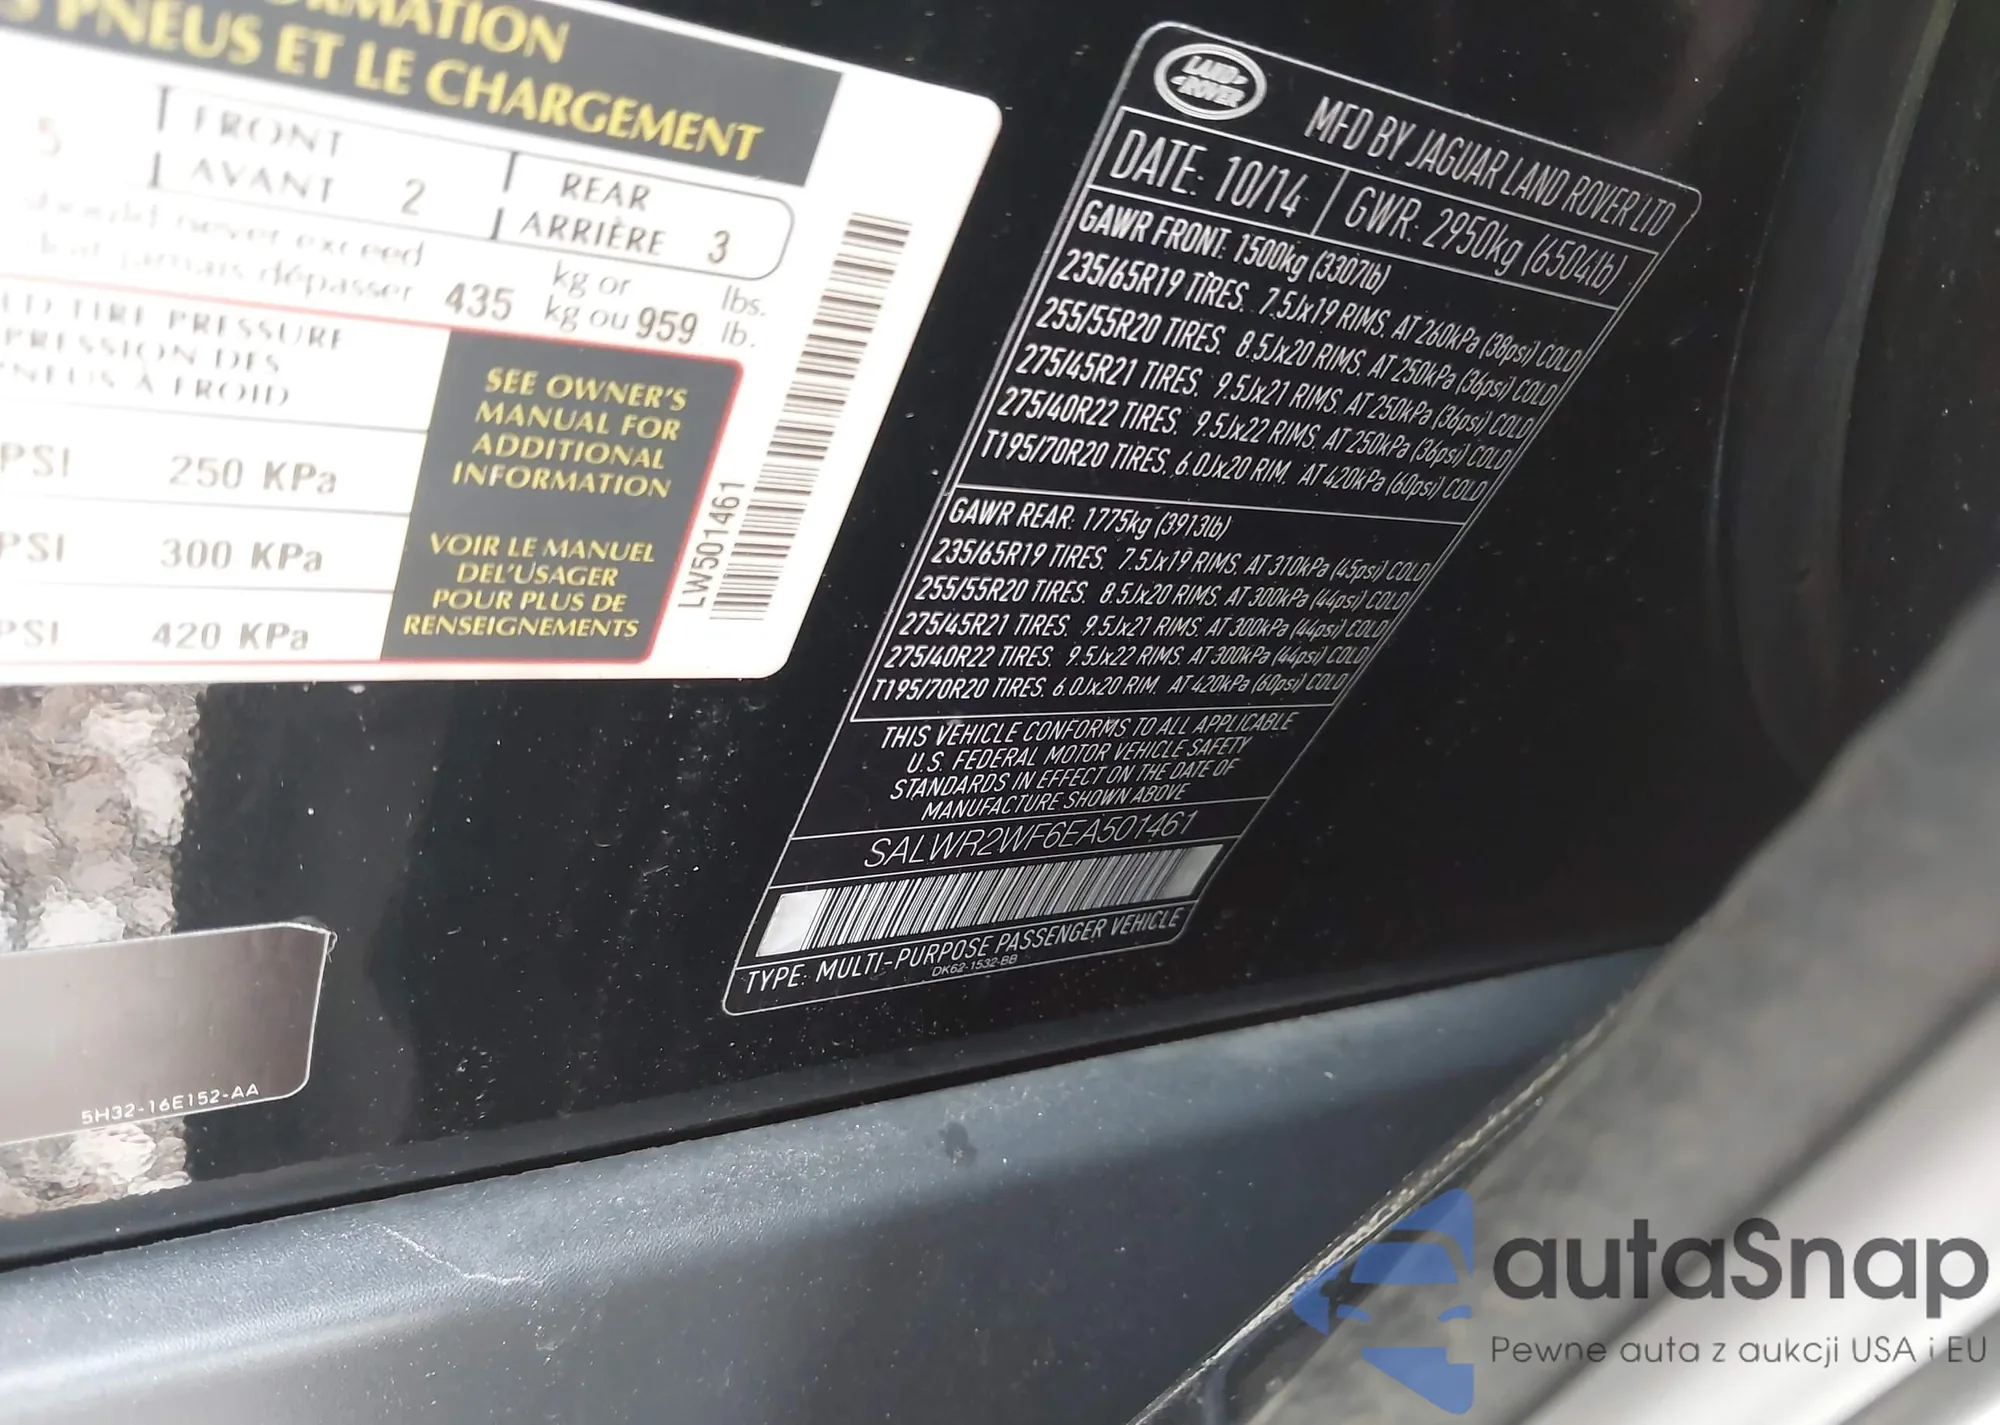 ORMATION
PNEUS ET LE CHARGEMENT
5
FRONT
AVANT 2
REAR
ARRIÈRE 3
should never exceed
doit jamais dépasser 435 kg or
kg ou 959 lbs.
lb.
TIRE PRESSURE
PRESSION DES
PNEUS À FROID
PSI 250 KPa
PSI 300 KPa
PSI 420 KPa
SEE OWNER'S
MANUAL FOR
ADDITIONAL
INFORMATION
VOIR LE MANUEL
DEL'USAGER
POUR PLUS DE
RENSEIGNEMENTS
LW501461
LAND
ROVER
MFD BY JAGUAR LAND ROVER LTD
DATE: 10/14 GWR: 2950kg (6504lb)
GAWR FRONT: 1500kg (3307lb)
235/65R19 TIRES. 7.5Jx19 RIMS. AT 260kPa (38psi) COLD
255/55R20 TIRES. 8.5Jx20 RIMS. AT 250kPa (36psi) COLD
275/45R21 TIRES. 9.5Jx21 RIMS. AT 250kPa (36psi) COLD
275/40R22 TIRES. 9.5Jx22 RIMS. AT 250kPa (36psi) COLD
T195/70R20 TIRES. 6.0Jx20 RIM. AT 420kPa (60psi) COLD
GAWR REAR: 1775kg (3913lb)
235/65R19 TIRES. 7.5Jx19 RIMS. AT 310kPa (45psi) COLD
255/55R20 TIRES. 8.5Jx20 RIMS. AT 300kPa (44psi) COLD
275/45R21 TIRES. 9.5Jx21 RIMS. AT 300kPa (44psi) COLD
275/40R22 TIRES. 9.5Jx22 RIMS. AT 300kPa (44psi) COLD
T195/70R20 TIRES. 6.0Jx20 RIM. AT 420kPa (60psi) COLD
THIS VEHICLE CONFORMS TO ALL APPLICABLE
U.S. FEDERAL MOTOR VEHICLE SAFETY
STANDARDS IN EFFECT ON THE DATE OF
MANUFACTURE SHOWN ABOVE
SALWR2WF6EA501461
TYPE: MULTI-PURPOSE PASSENGER VEHICLE
DK62-1532-BB
5H32-16E152-AA
autaSnap
Pewne auta z aukcji USA i EU